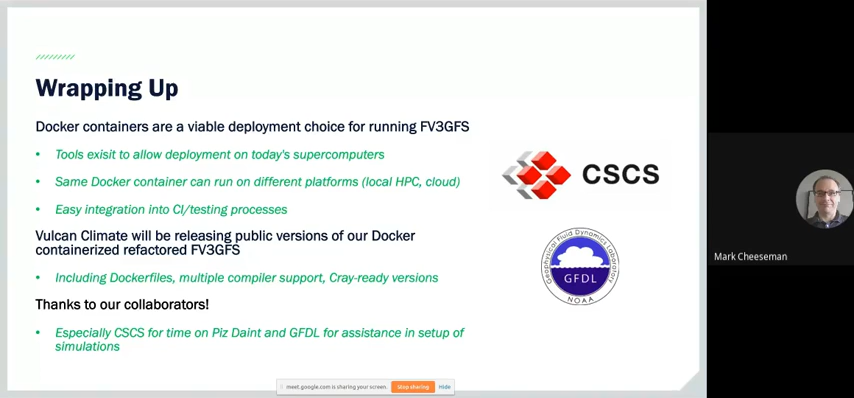 Wrapping Up
Docker containers are a viable deployment choice for running FV3GFS
• Tools exisit to allow deployment on today's supercomputers
• Same Docker container can run on different platforms (local HPC, cloud)
• Easy integration into CI/testing processes
Vulcan Climate will be releasing public versions of our Docker
containerized refactored FV3GFS
• Including Dockerfiles, multiple compiler support, Cray-ready versions
Thanks to our collaborators!
• Especially CSCS for time on Piz Daint and GFDL for assistance in setup of
simulations
CSCS
Geophysical Fluid Dynamics Laboratory
GFDL
NOAA
Mark Cheeseman
meet.google.com is sharing your screen.
Stop sharing
Hide